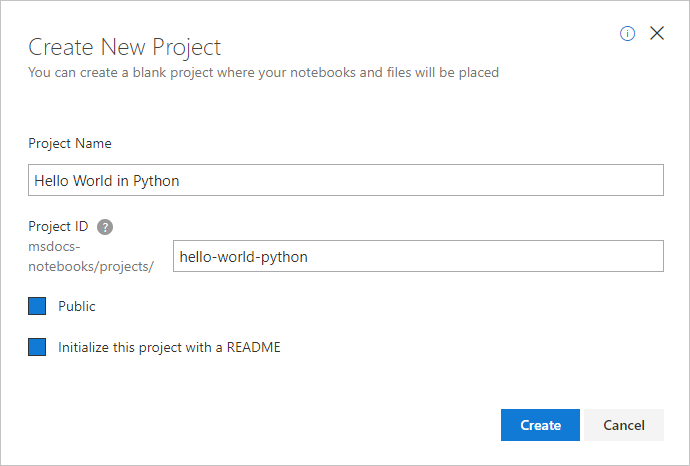 Create New Project
You can create a blank project where your notebooks and files will be placed
Project Name
Hello World in Python
Project ID ?
msdocs-
notebooks/projects/
hello-world-python
Public
Initialize this project with a README
Create Cancel